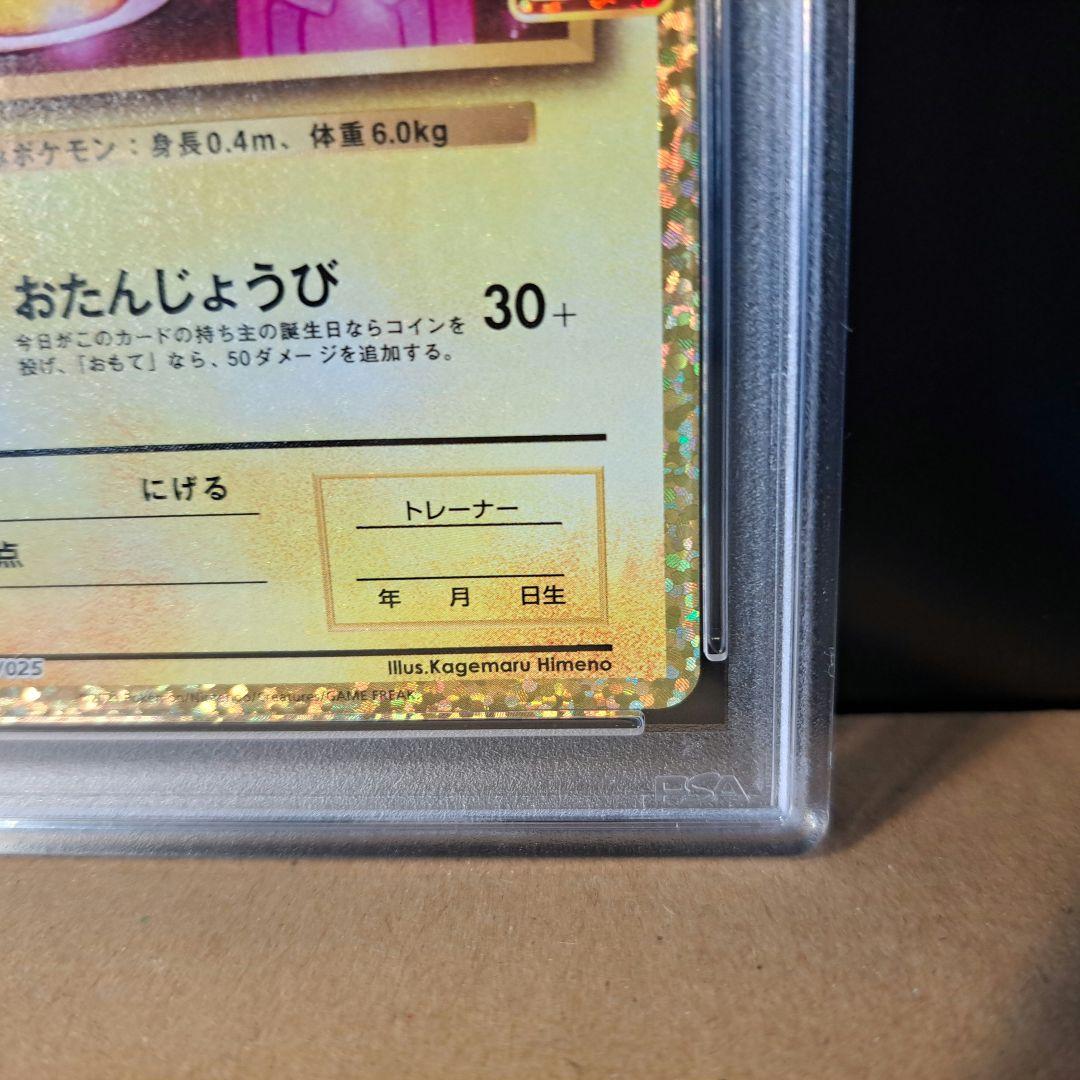 ポケモン：身長0.4m、体重6.0kg
おたんじょうび 30+
今日がこのカードの持ち主の誕生日ならコインを
投げ、「おもて」なら、50ダメージを追加する。
にげる
トレーナー
点
年 月 日生
/025
Illus.Kagemaru Himeno
/Creatures/GAME FREAK
PSA